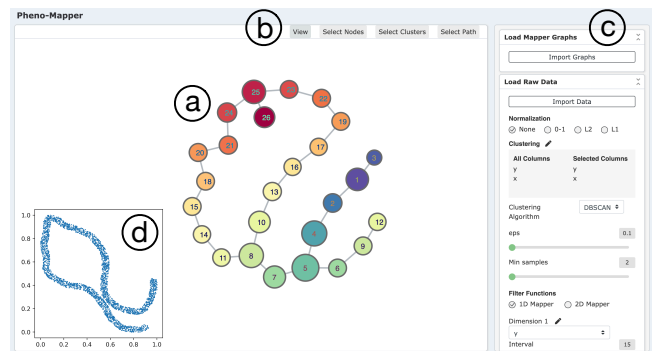 Pheno-Mapper
b
View
Select Nodes
Select Clusters
Select Path
c
Load Mapper Graphs
Import Graphs
Load Raw Data
Import Data
Normalization
None 0-1 L2 L1
Clustering
All Columns Selected Columns
y y
x x
Clustering
Algorithm
DBSCAN
eps 0.1
Min samples 2
Filter Functions
1D Mapper 2D Mapper
Dimension 1
y
Interval 15
a
25
26
22
19
17
16
13
10
20
21
18
15
14
11
8
7
5
6
9
12
4
2
1
3
d
1.0
0.8
0.6
0.4
0.2
0.0
0.0 0.2 0.4 0.6 0.8 1.0